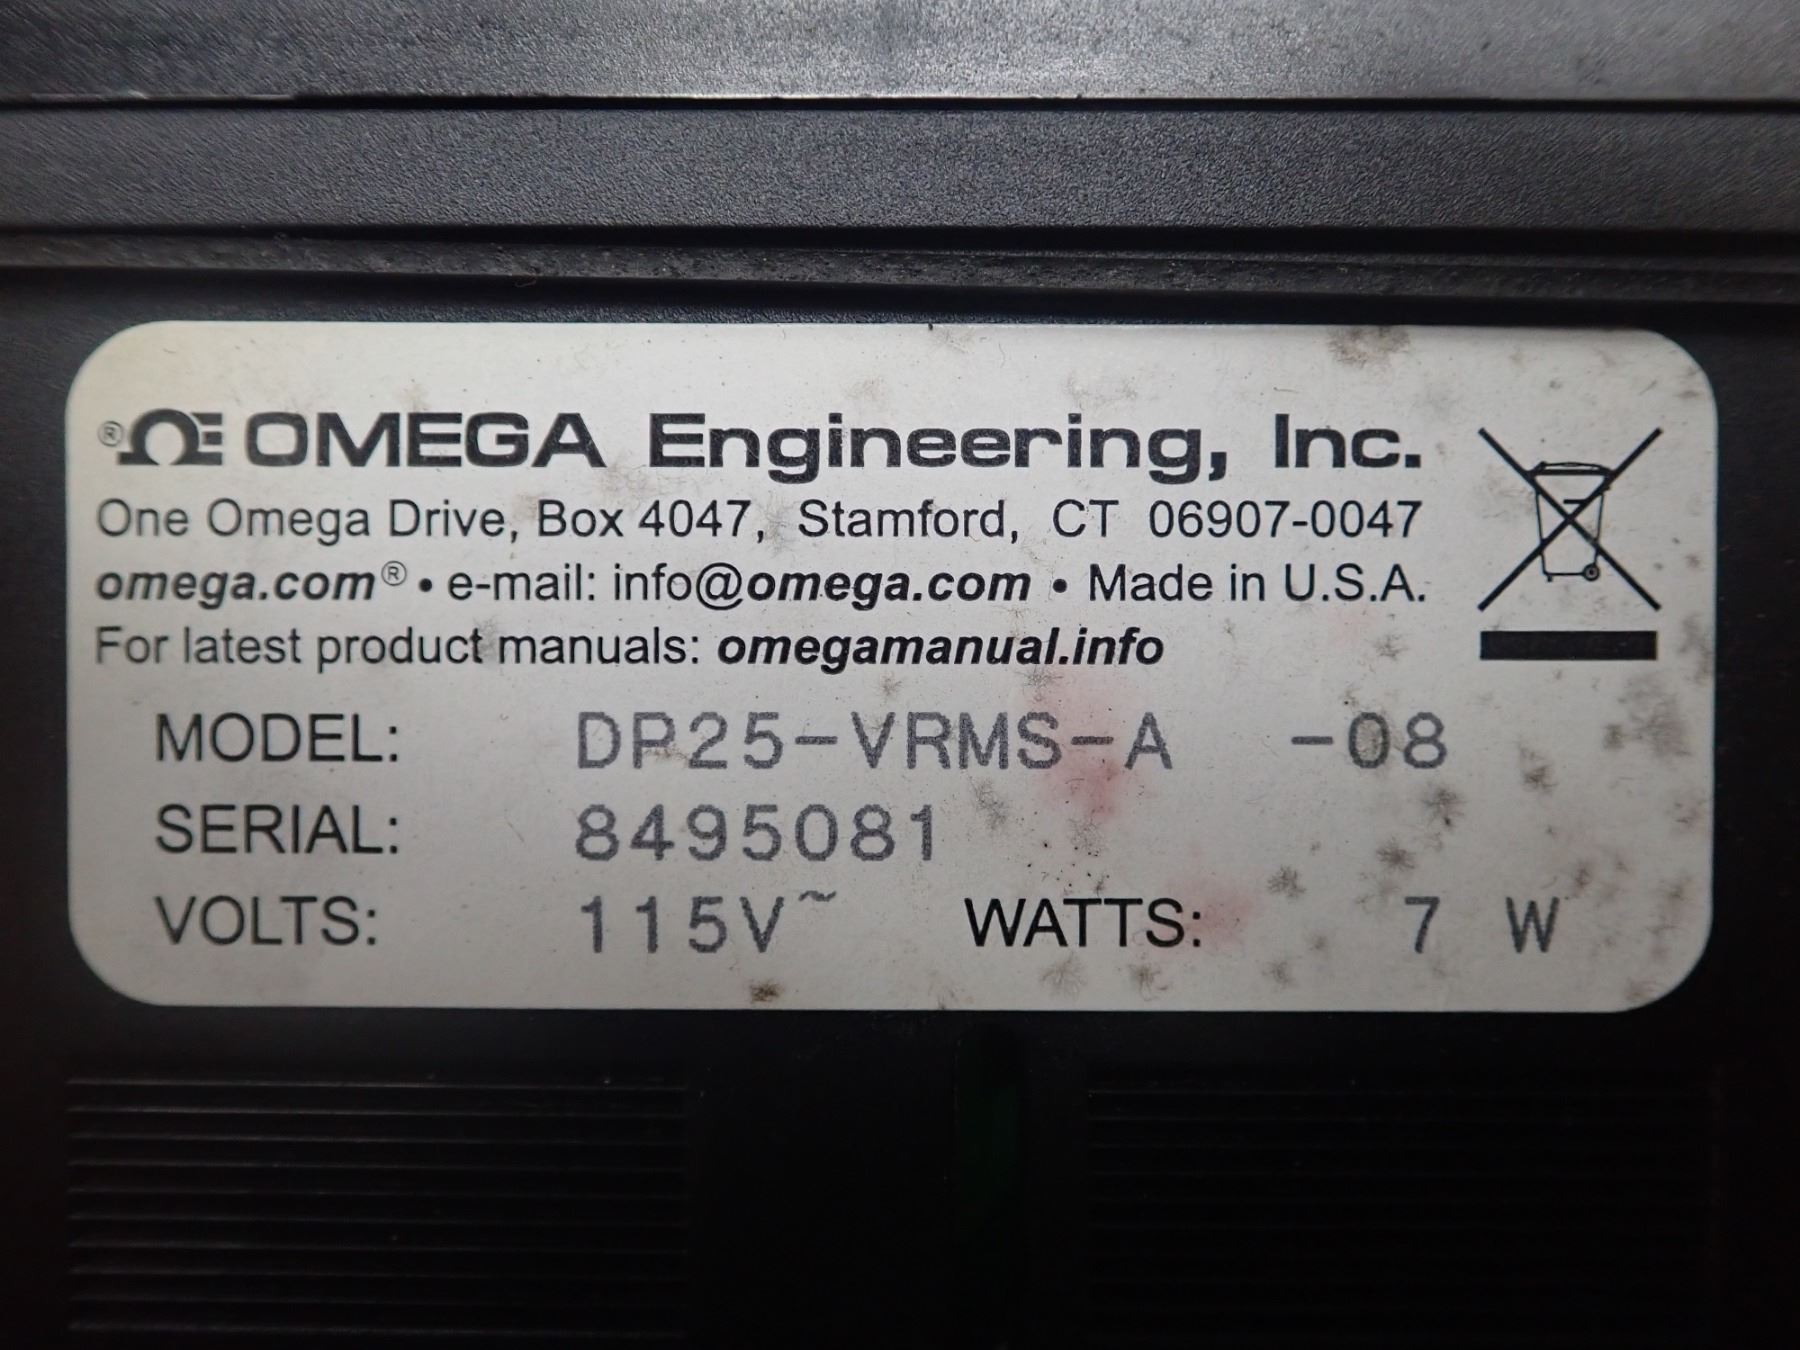 ®ΩE OMEGA Engineering, Inc.
One Omega Drive, Box 4047, Stamford, CT 06907-0047
omega.com® • e-mail: info@omega.com • Made in U.S.A.
For latest product manuals: omegamanual.info
MODEL: DP25-VRMS-A -08
SERIAL: 8495081
VOLTS: 115V~ WATTS: 7 W